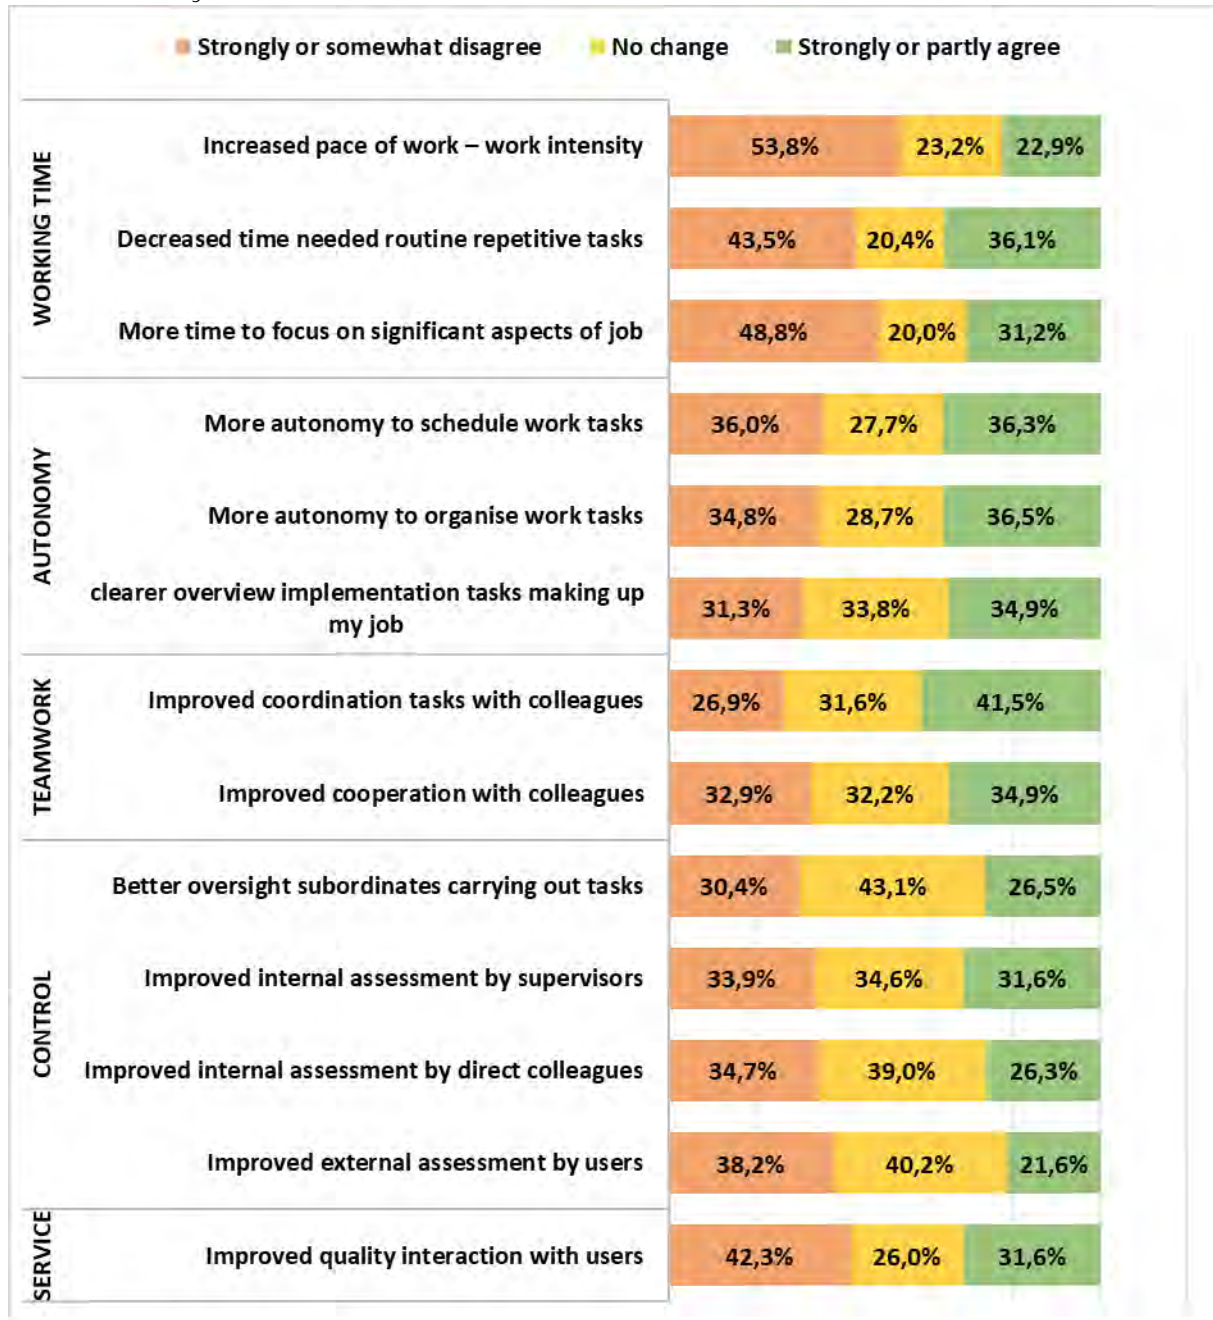 Strongly or somewhat disagree No change Strongly or partly agree
WORKING TIME
Increased pace of work – work intensity 53,8% 23,2% 22,9%
Decreased time needed routine repetitive tasks 43,5% 20,4% 36,1%
More time to focus on significant aspects of job 48,8% 20,0% 31,2%
AUTONOMY
More autonomy to schedule work tasks 36,0% 27,7% 36,3%
More autonomy to organise work tasks 34,8% 28,7% 36,5%
clearer overview implementation tasks making up
my job 31,3% 33,8% 34,9%
TEAMWORK
Improved coordination tasks with colleagues 26,9% 31,6% 41,5%
Improved cooperation with colleagues 32,9% 32,2% 34,9%
CONTROL
Better oversight subordinates carrying out tasks 30,4% 43,1% 26,5%
Improved internal assessment by supervisors 33,9% 34,6% 31,6%
Improved internal assessment by direct colleagues 34,7% 39,0% 26,3%
Improved external assessment by users 38,2% 40,2% 21,6%
SERVICE
Improved quality interaction with users 42,3% 26,0% 31,6%